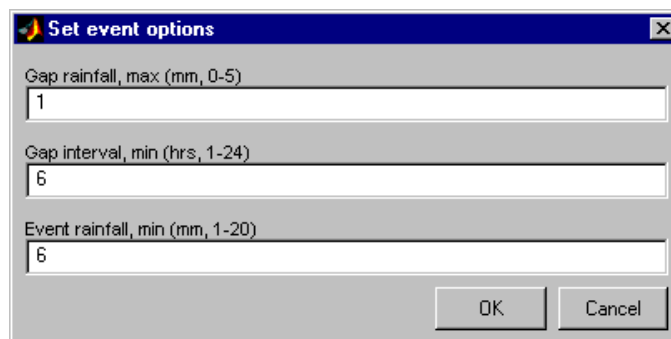 Set event options
Gap rainfall, max (mm, 0-5)
1
Gap interval, min (hrs, 1-24)
6
Event rainfall, min (mm, 1-20)
6
OK Cancel